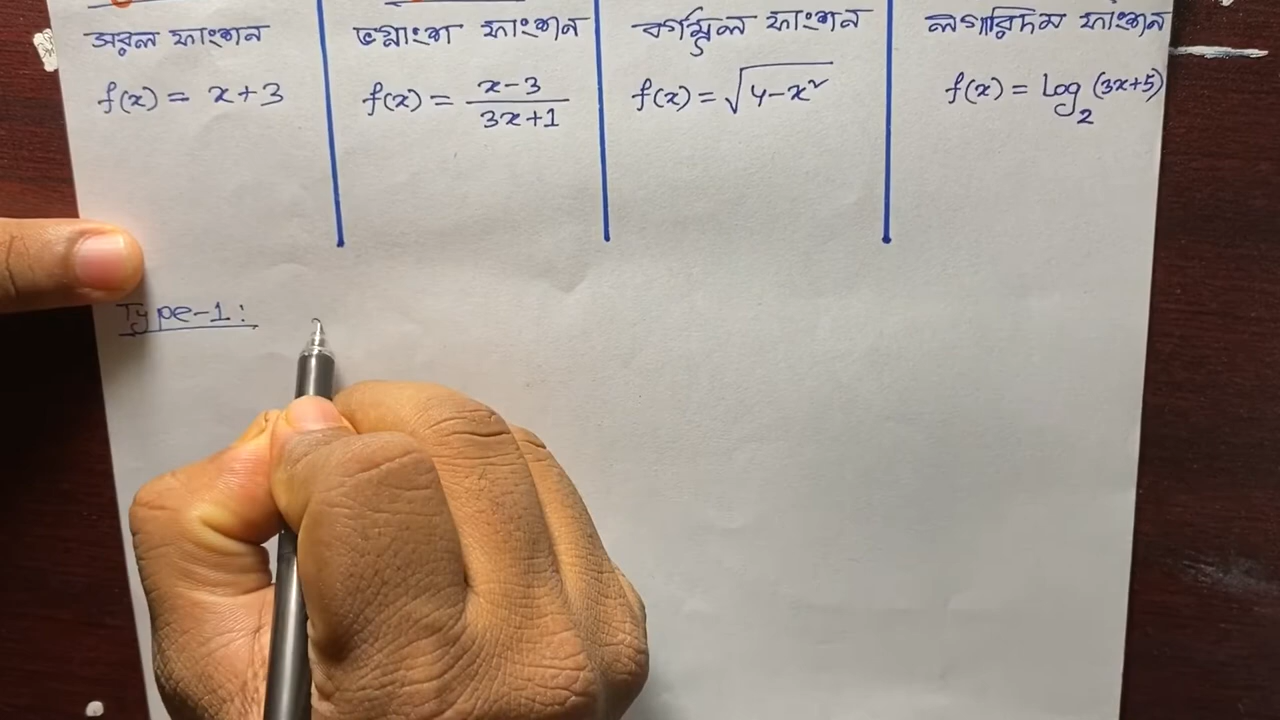 সরল ফাংশন
f(x) = x+3
ভগ্নাংশ ফাংশন
f(x) = \frac{x-3}{3x+1}
বর্গমূল ফাংশন
f(x) = √(4-x²)
লগারিদম ফাংশন
f(x) = log₂(3x+5)
Type-1: